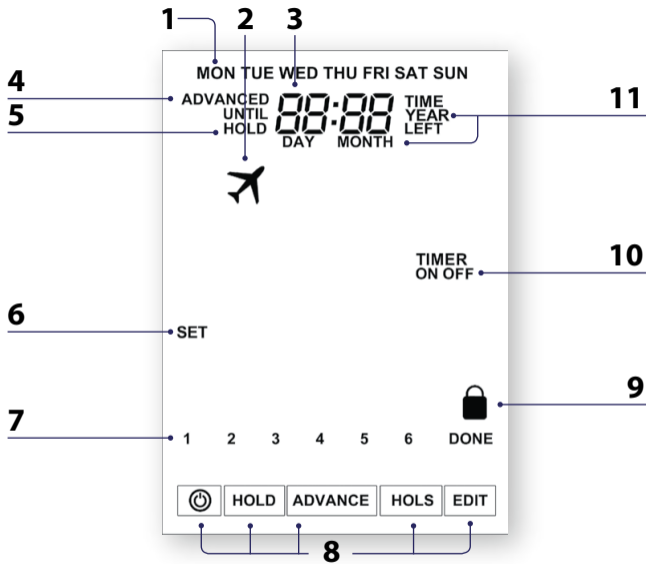 1 2 3
MON TUE WED THU FRI SAT SUN
4 ADVANCED 88:88 TIME 11
UNTIL YEAR
5 HOLD LEFT
DAY MONTH
TIMER 10
ON OFF
6
SET
9
7
1 2 3 4 5 6 DONE
HOLD ADVANCE HOLS EDIT
8